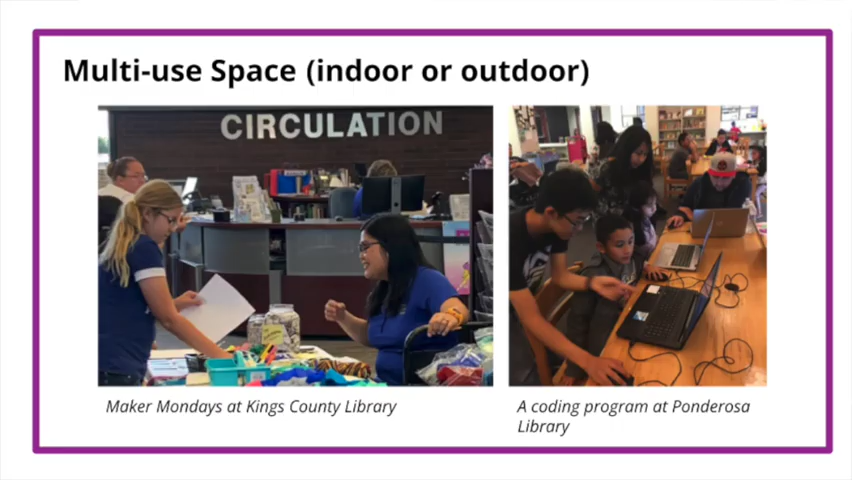 Multi-use Space (indoor or outdoor)
CIRCULATION
Maker Mondays at Kings County Library
A coding program at Ponderosa
Library